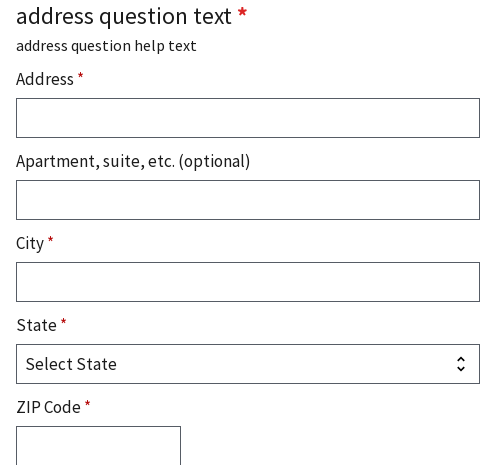 address question text *
address question help text
Address *
Apartment, suite, etc. (optional)
City *
State *
Select State
ZIP Code *